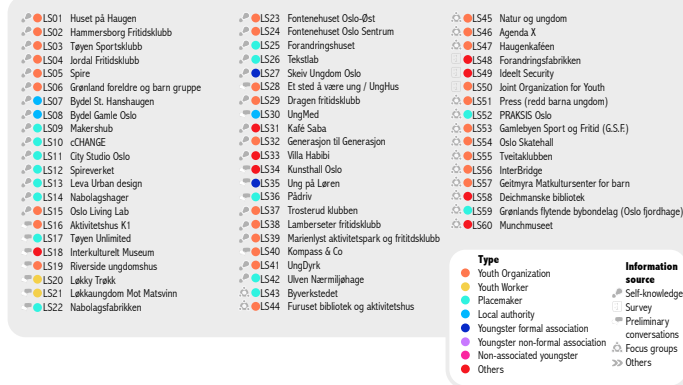 LS01 Huset på Haugen
LS02 Hammersborg Fritidsklubb
LS03 Tøyen Sportsklubb
LS04 Jordal Fritidsklubb
LS05 Spire
LS06 Grønland foreldre og barn gruppe
LS07 Bydel St. Hanshaugen
LS08 Bydel Gamle Oslo
LS09 Makershub
LS10 cCHANGE
LS11 City Studio Oslo
LS12 Spireverket
LS13 Leva Urban design
LS14 Nabolagshager
LS15 Oslo Living Lab
LS16 Aktivitetshus K1
LS17 Tøyen Unlimited
LS18 Interkulturelt Museum
LS19 Riverside ungdomshus
LS20 Løkky Trøkk
LS21 Løkkaungdom Mot Matsvinn
LS22 Nabolagsfabrikken
LS23 Fontenehuset Oslo-Øst
LS24 Fontenehuset Oslo Sentrum
LS25 Forandringshuset
LS26 Tekstlab
LS27 Skeiv Ungdom Oslo
LS28 Et sted å være ung / UngHus
LS29 Dragen fritidsklubb
LS30 UngMed
LS31 Kafé Saba
LS32 Generasjon til Generasjon
LS33 Villa Habibi
LS34 Kunsthall Oslo
LS35 Ung på Løren
LS36 Pådriv
LS37 Trosterud klubben
LS38 Lamberseter fritidsklubb
LS39 Marienlyst aktivitetspark og frititdsklubb
LS40 Kompass & Co
LS41 UngDyrk
LS42 Ulven Nærmiljøhage
LS43 Byverkstedet
LS44 Furuset bibliotek og aktivitetshus
LS45 Natur og ungdom
LS46 Agenda X
LS47 Haugenkaféen
LS48 Forandringsfabrikken
LS49 Ideelt Security
LS50 Joint Organization for Youth
LS51 Press (redd barna ungdom)
LS52 PRAKSIS Oslo
LS53 Gamlebyen Sport og Fritid (G.S.F.)
LS54 Oslo Skatehall
LS55 Tveitaklubben
LS56 InterBridge
LS57 Geitmyra Matkultursenter for barn
LS58 Deichmanske bibliotek
LS59 Grønlands flytende bybondelag (Oslo fjordhage)
LS60 Munchmuseet
Type
Youth Organization
Youth Worker
Placemaker
Local authority
Youngster formal association
Youngster non-formal association
Non-associated youngster
Others
Information
source
Self-knowledge
Survey
Preliminary
conversations
Focus groups
Others